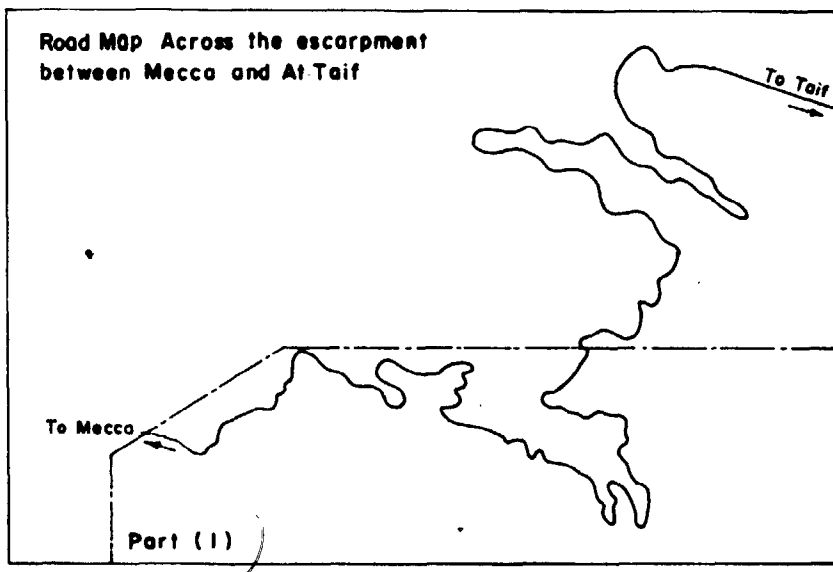 Road Map Across the escarpment
between Mecca and At Taif
To Taif
To Mecca
Part (1)